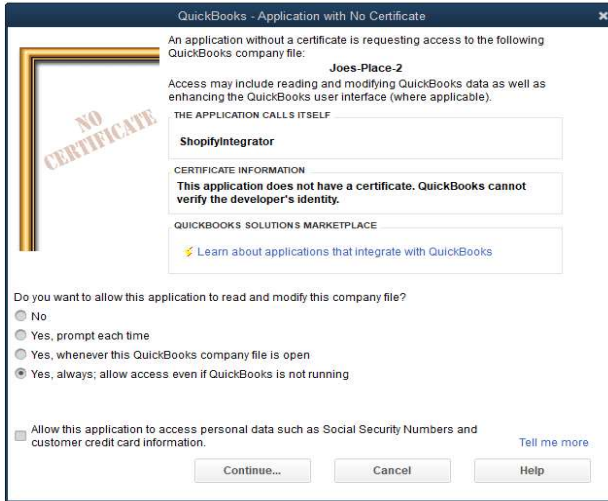 QuickBooks - Application with No Certificate
NO
CERTIFICATE
An application without a certificate is requesting access to the following
QuickBooks company file:
Joes-Place-2
Access may include reading and modifying QuickBooks data as well as
enhancing the QuickBooks user interface (where applicable).
THE APPLICATION CALLS ITSELF
ShopifyIntegrator
CERTIFICATE INFORMATION
This application does not have a certificate. QuickBooks cannot
verify the developer's identity.
QUICKBOOKS SOLUTIONS MARKETPLACE
Learn about applications that integrate with QuickBooks
Do you want to allow this application to read and modify this company file?
No
Yes, prompt each time
Yes, whenever this QuickBooks company file is open
Yes, always; allow access even if QuickBooks is not running
Allow this application to access personal data such as Social Security Numbers and
customer credit card information.
Tell me more
Continue...
Cancel
Help